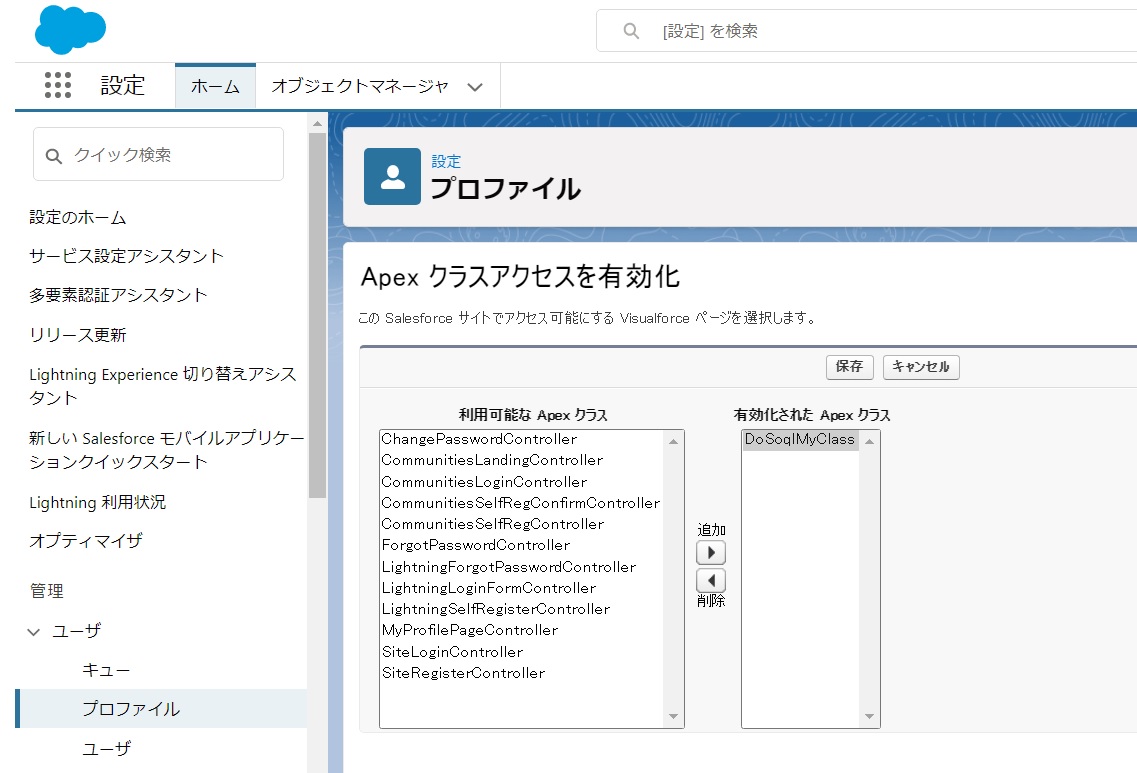 [設定] を検索
設定
ホーム
オブジェクトマネージャ
クイック検索
設定のホーム
サービス設定アシスタント
多要素認証アシスタント
リリース更新
Lightning Experience 切り替えアシス
タント
新しい Salesforce モバイルアプリケー
ションクイックスタート
Lightning 利用状況
オプティマイザ
管理
ユーザ
キュー
プロファイル
ユーザ
設定
プロファイル
Apex クラスアクセスを有効化
この Salesforce サイトでアクセス可能にする Visualforce ページを選択します。
保存
キャンセル
利用可能な Apex クラス
ChangePasswordController
CommunitiesLandingController
CommunitiesLoginController
CommunitiesSelfRegConfirmController
CommunitiesSelfRegController
ForgotPasswordController
LightningForgotPasswordController
LightningLoginFormController
LightningSelfRegisterController
MyProfilePageController
SiteLoginController
SiteRegisterController
追加
削除
有効化された Apex クラス
DoSoqlMyClass